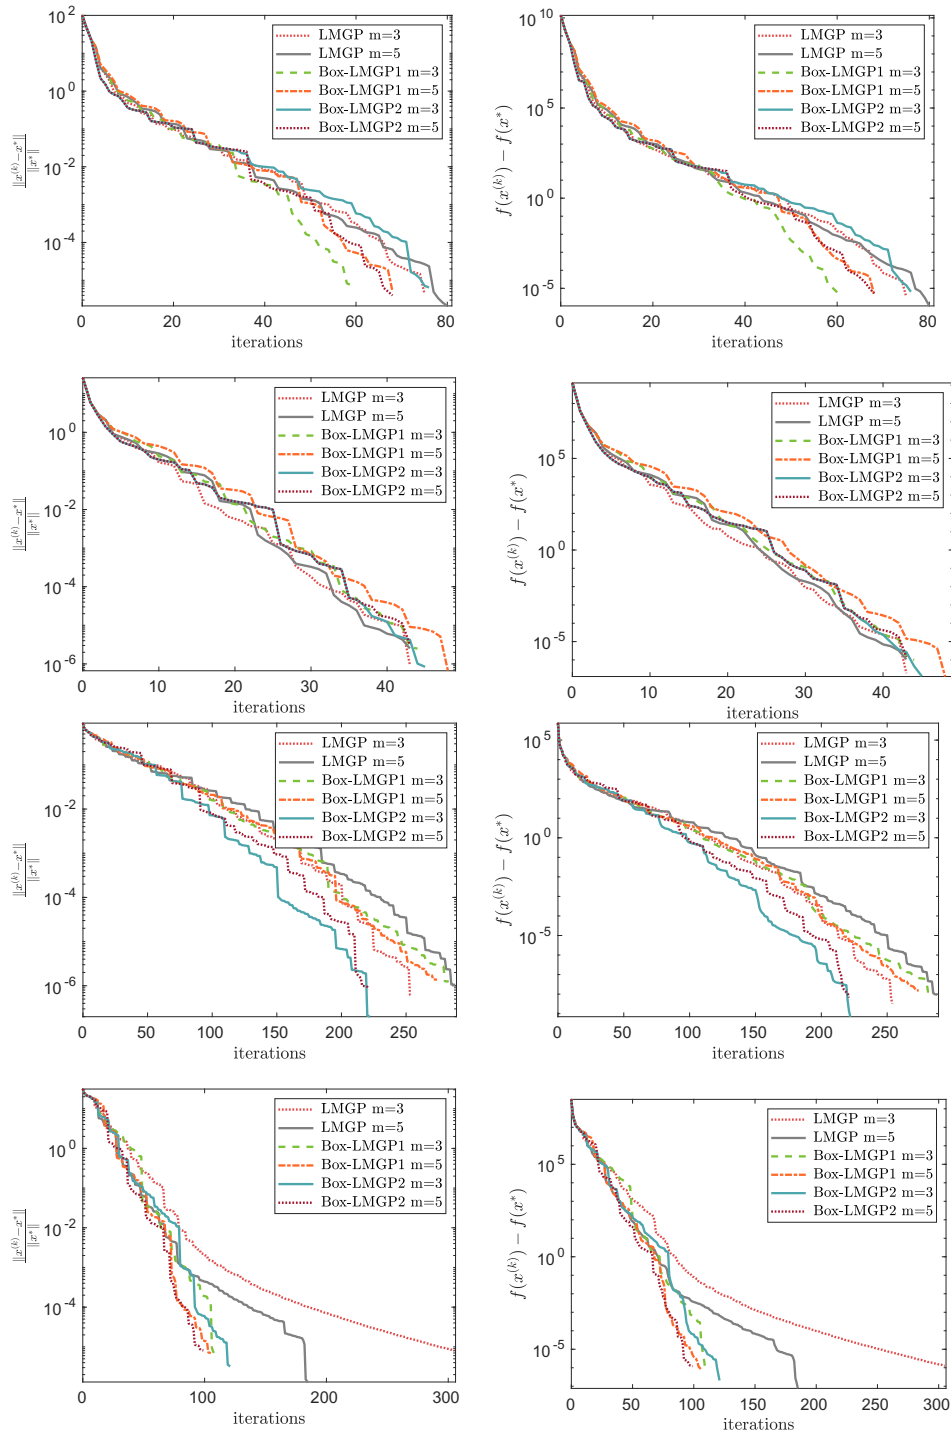 10^2
10^0
10^-2
10^-4
||x^(k) − x*||
||x*||
LMGP m=3
LMGP m=5
Box-LMGP1 m=3
Box-LMGP1 m=5
Box-LMGP2 m=3
Box-LMGP2 m=5
0 20 40 60 80
iterations
10^10
10^5
10^0
10^-5
f(x^(k)) − f(x*)
LMGP m=3
LMGP m=5
Box-LMGP1 m=3
Box-LMGP1 m=5
Box-LMGP2 m=3
Box-LMGP2 m=5
0 20 40 60 80
iterations
10^0
10^-2
10^-4
10^-6
||x^(k) − x*||
||x*||
LMGP m=3
LMGP m=5
Box-LMGP1 m=3
Box-LMGP1 m=5
Box-LMGP2 m=3
Box-LMGP2 m=5
0 10 20 30 40
iterations
10^5
10^0
10^-5
f(x^(k)) − f(x*)
LMGP m=3
LMGP m=5
Box-LMGP1 m=3
Box-LMGP1 m=5
Box-LMGP2 m=3
Box-LMGP2 m=5
0 10 20 30 40
iterations
10^-2
10^-4
10^-6
||x^(k) − x*||
||x*||
LMGP m=3
LMGP m=5
Box-LMGP1 m=3
Box-LMGP1 m=5
Box-LMGP2 m=3
Box-LMGP2 m=5
0 50 100 150 200 250
iterations
10^5
10^0
10^-5
f(x^(k)) − f(x*)
LMGP m=3
LMGP m=5
Box-LMGP1 m=3
Box-LMGP1 m=5
Box-LMGP2 m=3
Box-LMGP2 m=5
0 50 100 150 200 250
iterations
10^0
10^-2
10^-4
||x^(k) − x*||
||x*||
LMGP m=3
LMGP m=5
Box-LMGP1 m=3
Box-LMGP1 m=5
Box-LMGP2 m=3
Box-LMGP2 m=5
0 100 200 300
iterations
10^5
10^0
10^-5
f(x^(k)) − f(x*)
LMGP m=3
LMGP m=5
Box-LMGP1 m=3
Box-LMGP1 m=5
Box-LMGP2 m=3
Box-LMGP2 m=5
0 50 100 150 200 250 300
iterations